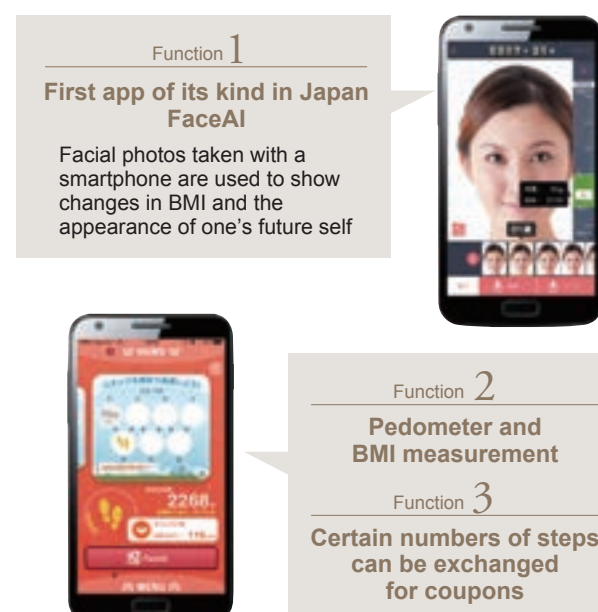 Function 1
First app of its kind in Japan
FaceAI
Facial photos taken with a
smartphone are used to show
changes in BMI and the
appearance of one's future self
2268
Function 2
Pedometer and
BMI measurement
Function 3
Certain numbers of steps
can be exchanged
for coupons